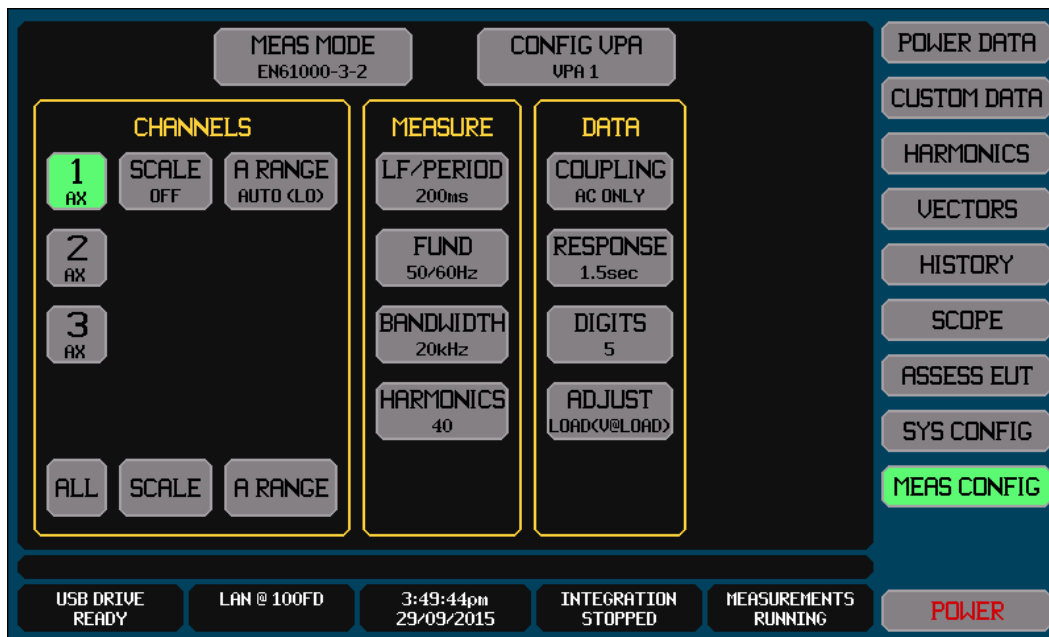 MEAS MODE
EN61000-3-2
CONFIG VPA
VPA 1
CHANNELS
1
AX
SCALE
OFF
A RANGE
AUTO (LO)
2
AX
3
AX
ALL
SCALE
A RANGE
MEASURE
LF/PERIOD
200ms
FUND
50/60Hz
BANDWIDTH
20kHz
HARMONICS
40
DATA
COUPLING
AC ONLY
RESPONSE
1.5sec
DIGITS
5
ADJUST
LOAD(V@LOAD)
POWER DATA
CUSTOM DATA
HARMONICS
VECTORS
HISTORY
SCOPE
ASSESS EUT
SYS CONFIG
MEAS CONFIG
POWER
USB DRIVE
READY
LAN @ 100FD
3:49:44pm
29/09/2015
INTEGRATION
STOPPED
MEASUREMENTS
RUNNING